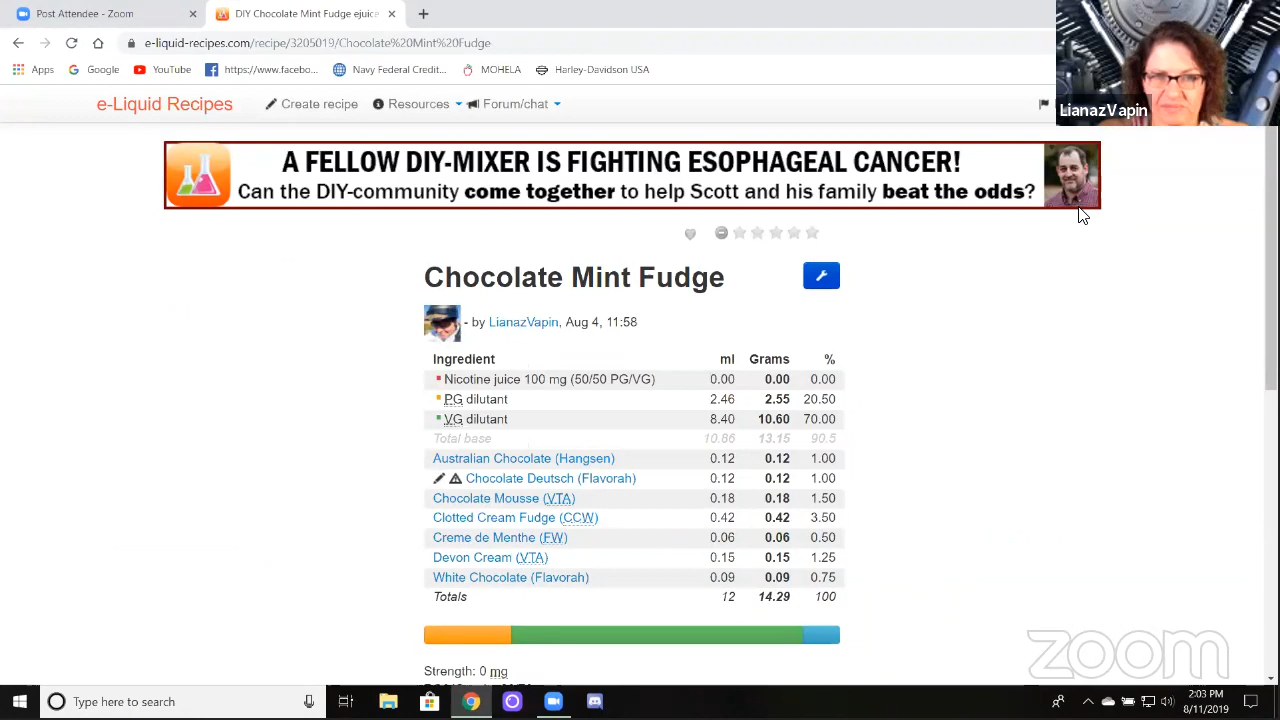 Post Attendee - Zoom
DIY Chocolate Mint Fudge ejuice
e-liquid-recipes.com/recipe/3205019/Chocolate%20Mint%20Fudge
Apps Google YouTube https://www.facebo... Navy Federal Credit... MOHELA Harley-Davidson USA
LianazVapin
e-Liquid Recipes Create recipe Resources Forum/chat
A FELLOW DIY-MIXER IS FIGHTING ESOPHAGEAL CANCER!
Can the DIY-community come together to help Scott and his family beat the odds?
Chocolate Mint Fudge
- by LianazVapin, Aug 4, 11:58
Ingredient ml Grams %
Nicotine juice 100 mg (50/50 PG/VG) 0.00 0.00 0.00
PG dilutant 2.46 2.55 20.50
VG dilutant 8.40 10.60 70.00
Total base 10.86 13.15 90.5
Australian Chocolate (Hangsen) 0.12 0.12 1.00
Chocolate Deutsch (Flavorah) 0.12 0.12 1.00
Chocolate Mousse (VTA) 0.18 0.18 1.50
Clotted Cream Fudge (CCW) 0.42 0.42 3.50
Creme de Menthe (FW) 0.06 0.06 0.50
Devon Cream (VTA) 0.15 0.15 1.25
White Chocolate (Flavorah) 0.09 0.09 0.75
Totals 12 14.29 100
Strength: 0 mg
zoom
Type here to search
2:03 PM
8/11/2019